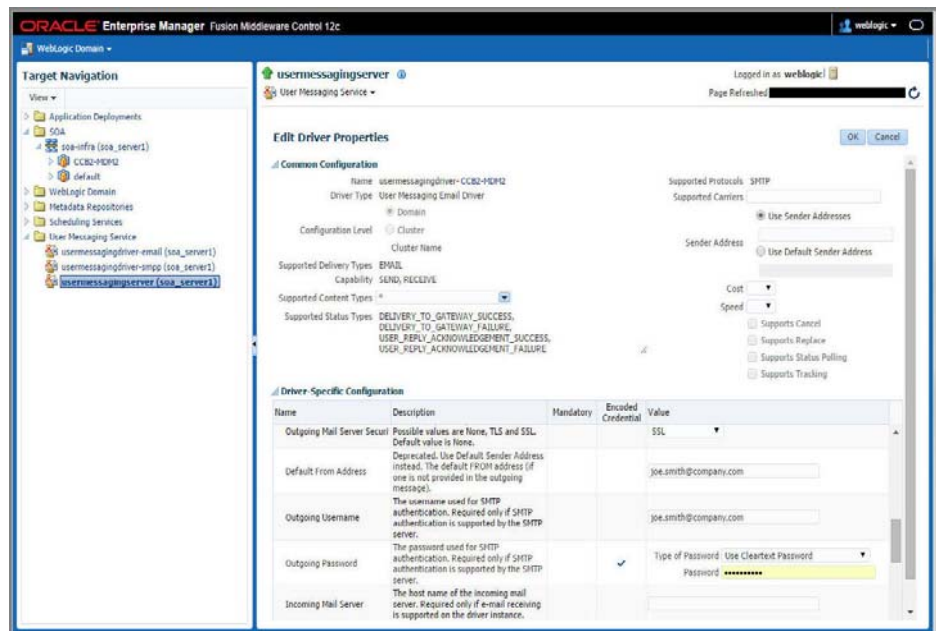 ORACLE Enterprise Manager Fusion Middleware Control 12c
weblogic
WebLogic Domain
Target Navigation
View
Application Deployments
SOA
soa-infra (soa_server1)
CCB2-MDM2
default
WebLogic Domain
Metadata Repositories
Scheduling Services
User Messaging Service
usermessagingdriver-email (soa_server1)
usermessagingdriver-smpp (soa_server1)
usermessagingserver (soa_server1)
usermessagingserver
User Messaging Service
Logged in as weblogic
Page Refreshed
Edit Driver Properties
OK Cancel
Common Configuration
Name usermessagingdriver-CCB2-MDM2
Driver Type User Messaging Email Driver
Configuration Level
Domain
Cluster
Cluster Name
Supported Delivery Types EMAIL
Capability SEND, RECEIVE
Supported Content Types *
Supported Status Types DELIVERY_TO_GATEWAY_SUCCESS,
DELIVERY_TO_GATEWAY_FAILURE,
USER_REPLY_ACKNOWLEDGEMENT_SUCCESS,
USER_REPLY_ACKNOWLEDGEMENT_FAILURE
Supported Protocols SMTP
Supported Carriers
Sender Address
Use Sender Addresses
Use Default Sender Address
Cost
Speed
Supports Cancel
Supports Replace
Supports Status Polling
Supports Tracking
Driver-Specific Configuration
Name Description Mandatory Encoded Credential Value
Outgoing Mail Server Securi Possible values are None, TLS and SSL. SSL
Default value is None.
Default From Address
Deprecated. Use Default Sender Address
instead. The default FROM address (if
one is not provided in the outgoing
message).
joe.smith@company.com
Outgoing Username
The username used for SMTP
authentication. Required only if SMTP
authentication is supported by the SMTP
server.
joe.smith@company.com
Outgoing Password
The password used for SMTP
authentication. Required only if SMTP
authentication is supported by the SMTP
server.
Type of Password Use Cleartext Password
Password ••••••••••
Incoming Mail Server
The host name of the incoming mail
server. Required only if e-mail receiving
is supported on the driver instance.